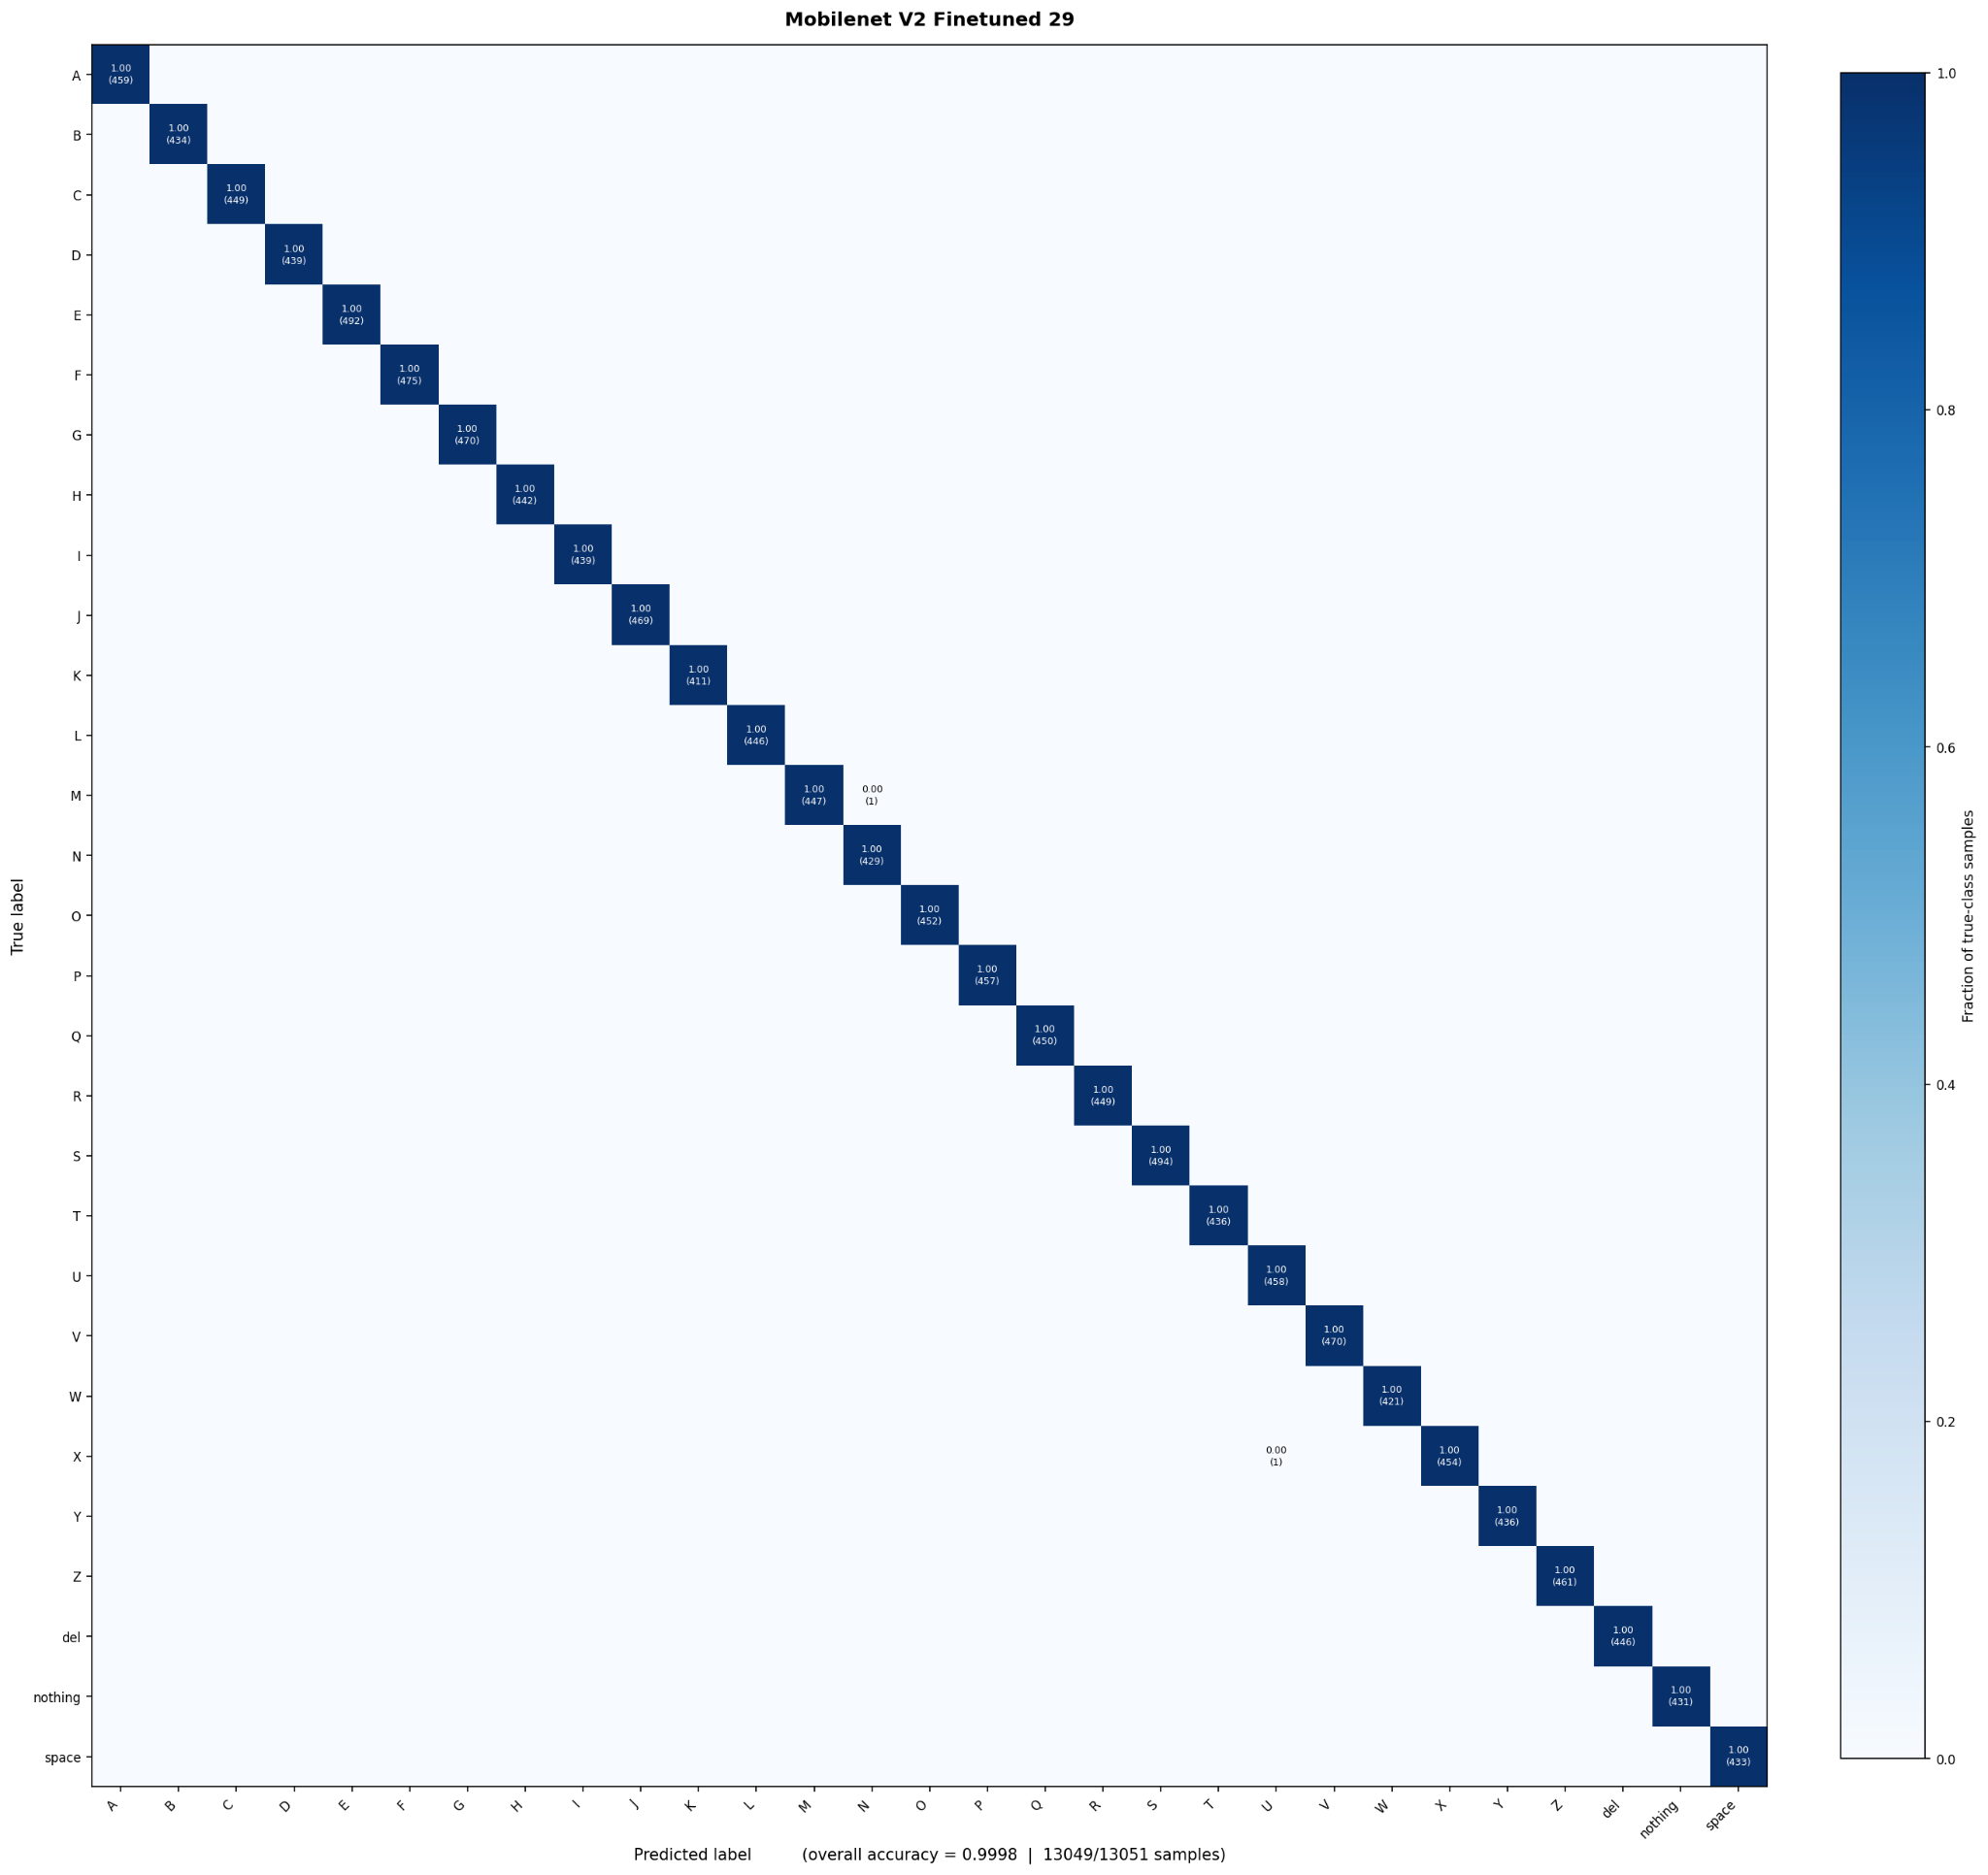 Mobilenet V2 Finetuned 29
A
1.00
(459)
B
1.00
(434)
C
1.00
(449)
D
1.00
(439)
E
1.00
(492)
F
1.00
(475)
G
1.00
(470)
H
1.00
(442)
I
1.00
(439)
J
1.00
(469)
K
1.00
(411)
L
1.00
(446)
M
1.00
(447)
0.00
(1)
N
1.00
(429)
O
1.00
(452)
P
1.00
(457)
Q
1.00
(450)
R
1.00
(449)
S
1.00
(494)
T
1.00
(436)
U
1.00
(458)
V
1.00
(470)
W
1.00
(421)
X
0.00
(1)
1.00
(454)
Y
1.00
(436)
Z
1.00
(461)
del
1.00
(446)
nothing
1.00
(431)
space
1.00
(433)
True label
A B C D E F G H I J K L M N O P Q R S T U V W X Y Z del nothing space
Predicted label (overall accuracy = 0.9998 | 13049/13051 samples)
1.0
0.8
0.6
0.4
0.2
0.0
Fraction of true-class samples